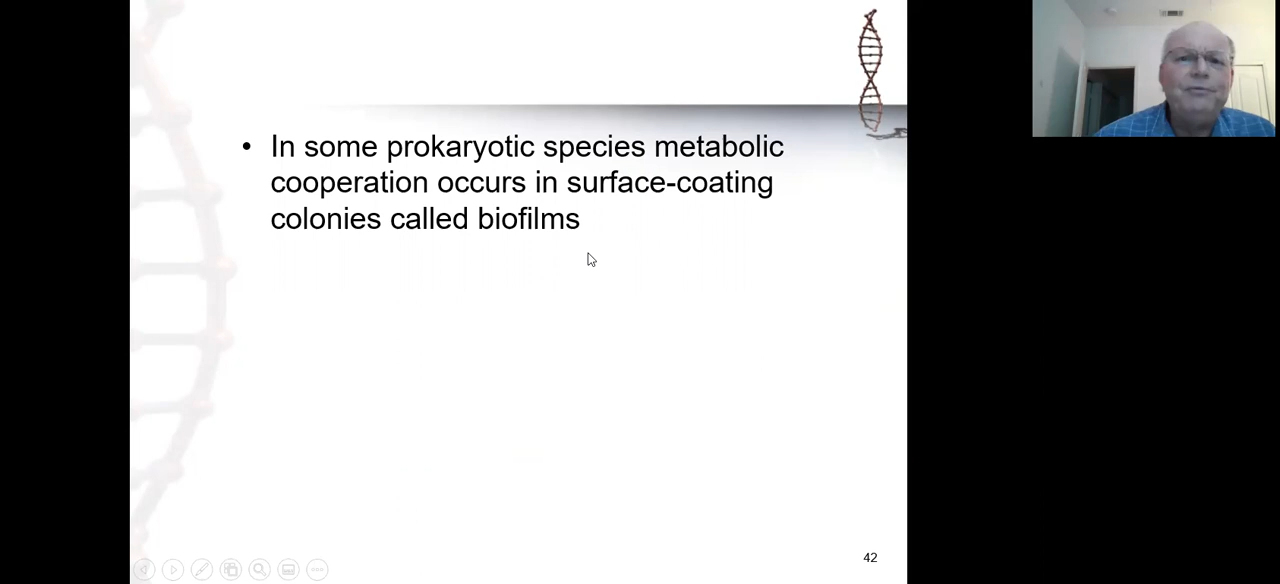 • In some prokaryotic species metabolic
cooperation occurs in surface-coating
colonies called biofilms
42